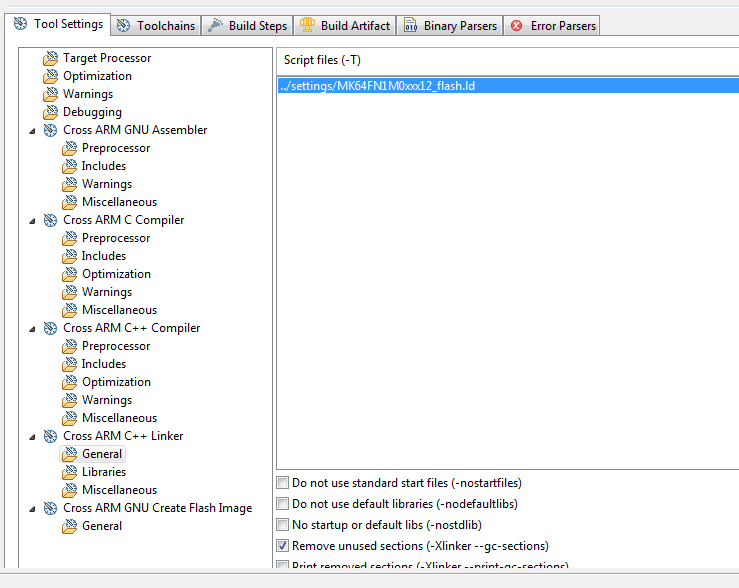 Tool Settings Toolchains Build Steps Build Artifact Binary Parsers Error Parsers
Target Processor
Optimization
Warnings
Debugging
Cross ARM GNU Assembler
Preprocessor
Includes
Warnings
Miscellaneous
Cross ARM C Compiler
Preprocessor
Includes
Optimization
Warnings
Miscellaneous
Cross ARM C++ Compiler
Preprocessor
Includes
Optimization
Warnings
Miscellaneous
Cross ARM C++ Linker
General
Libraries
Miscellaneous
Cross ARM GNU Create Flash Image
General
Script files (-T)
../settings/MK64FN1M0xxx12_flash.ld
Do not use standard start files (-nostartfiles)
Do not use default libraries (-nodefaultlibs)
No startup or default libs (-nostdlib)
Remove unused sections (-Xlinker --gc-sections)
Print removed sections (-Xlinker --print-gc-sections)